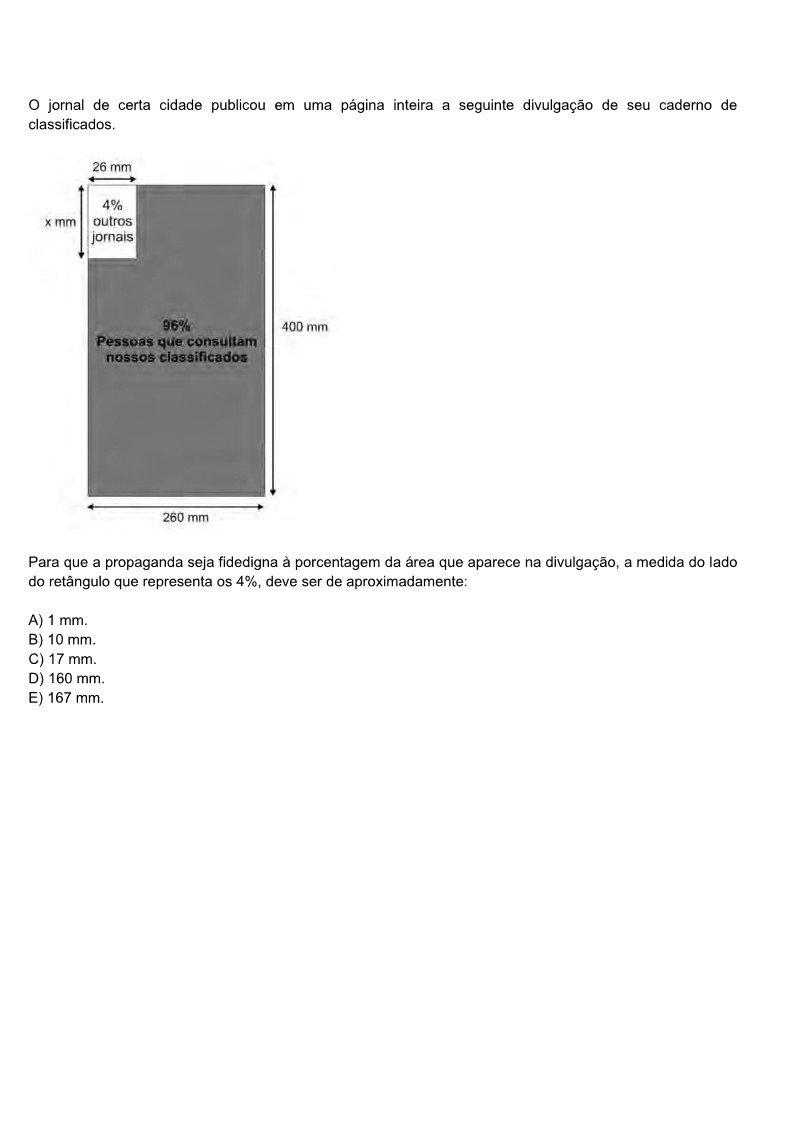 O jornal de certa cidade publicou em uma página inteira a seguinte divulgação de seu caderno de
classificados.
26 mm
4%
outros
jornais
x mm
96%
Pessoas que consultam
nossos classificados
400 mm
260 mm
Para que a propaganda seja fidedigna à porcentagem da área que aparece na divulgação, a medida do lado
do retângulo que representa os 4%, deve ser de aproximadamente:
A) 1 mm.
B) 10 mm.
C) 17 mm.
D) 160 mm.
E) 167 mm.